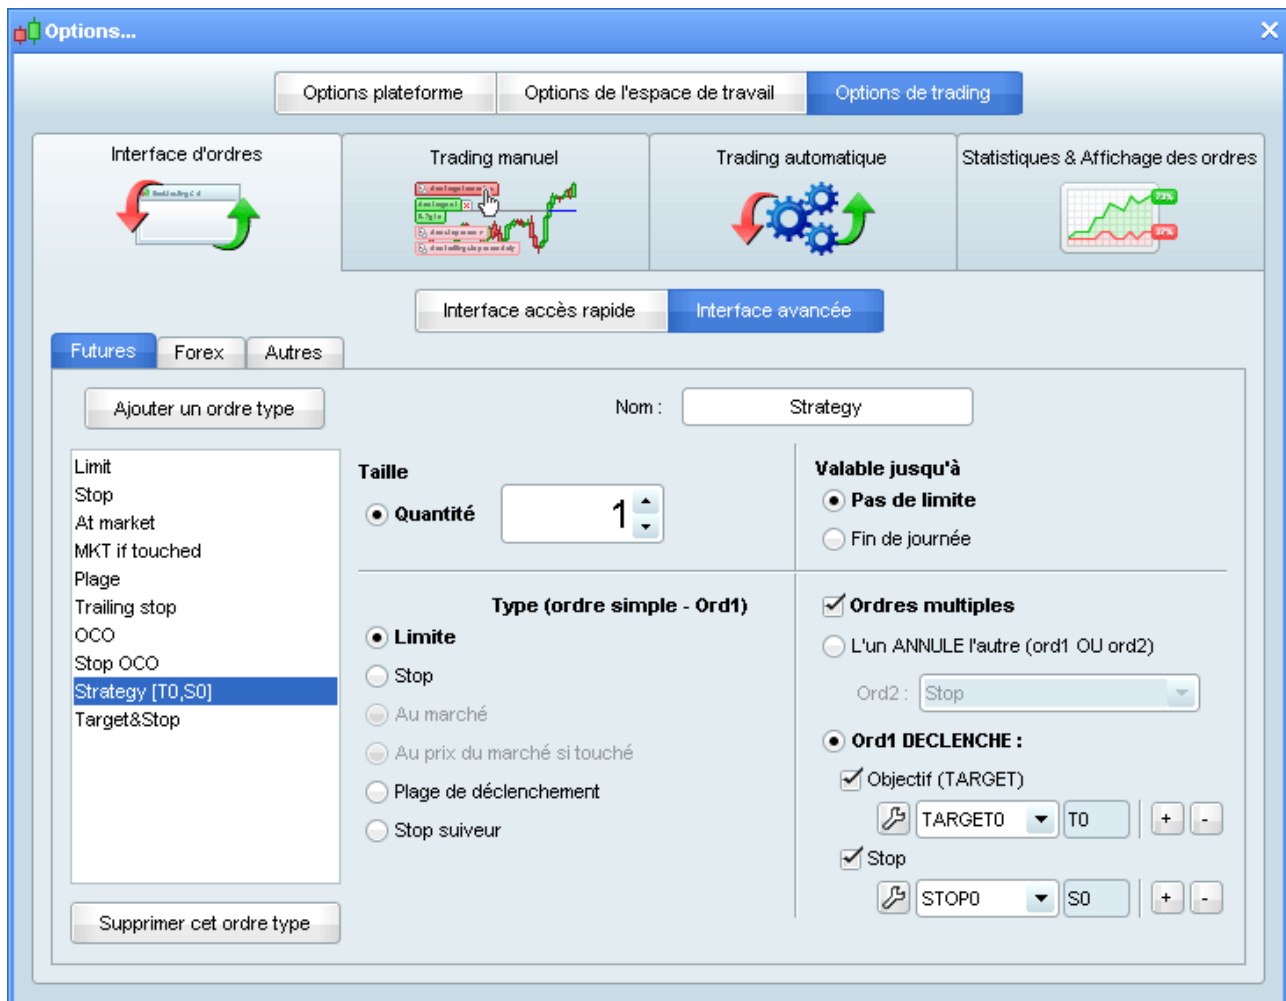 Options...
Options plateforme
Options de l'espace de travail
Options de trading
Interface d'ordres
Trading manuel
Trading automatique
Statistiques & Affichage des ordres
Interface accès rapide
Interface avancée
Futures
Forex
Autres
Ajouter un ordre type
Nom :
Strategy
Limit
Stop
At market
MKT if touched
Plage
Trailing stop
OCO
Stop OCO
Strategy [T0,S0]
Target&Stop
Supprimer cet ordre type
Taille
Quantité
1
Valable jusqu'à
Pas de limite
Fin de journée
Type (ordre simple - Ord1)
Limite
Stop
Au marché
Au prix du marché si touché
Plage de déclenchement
Stop suiveur
Ordres multiples
L'un ANNULE l'autre (ord1 OU ord2)
Ord2 :
Stop
Ord1 DECLENCHE :
Objectif (TARGET)
TARGET0
T0
+
-
Stop
STOP0
S0
+
-